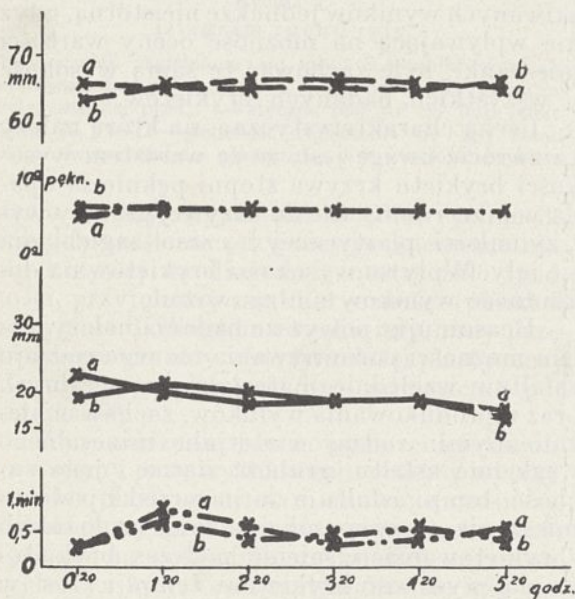 70
mm.
a
b
b
a
60
10°
pękn.
b
a
0°
30
mm
a
b
20
15
a
b
1,min
a
b
a
b
0,5
0
0²⁰
1²⁰
2²⁰
3²⁰
4²⁰
5²⁰
godz.